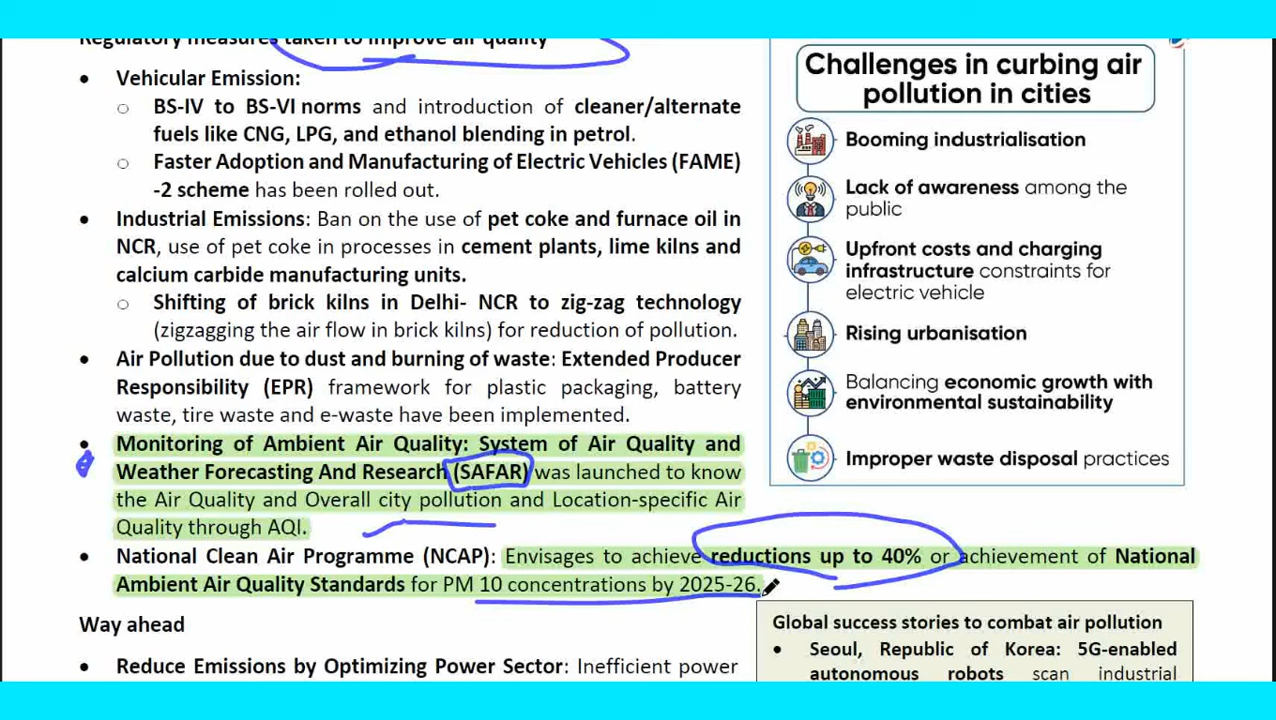 Regulatory measures taken to improve air quality
• Vehicular Emission:
○ BS-IV to BS-VI norms and introduction of cleaner/alternate
fuels like CNG, LPG, and ethanol blending in petrol.
○ Faster Adoption and Manufacturing of Electric Vehicles (FAME)
-2 scheme has been rolled out.
• Industrial Emissions: Ban on the use of pet coke and furnace oil in
NCR, use of pet coke in processes in cement plants, lime kilns and
calcium carbide manufacturing units.
○ Shifting of brick kilns in Delhi- NCR to zig-zag technology
(zigzagging the air flow in brick kilns) for reduction of pollution.
• Air Pollution due to dust and burning of waste: Extended Producer
Responsibility (EPR) framework for plastic packaging, battery
waste, tire waste and e-waste have been implemented.
• Monitoring of Ambient Air Quality: System of Air Quality and
Weather Forecasting And Research (SAFAR) was launched to know
the Air Quality and Overall city pollution and Location-specific Air
Quality through AQI.
• National Clean Air Programme (NCAP): Envisages to achieve reductions up to 40% or achievement of National
Ambient Air Quality Standards for PM 10 concentrations by 2025-26.
Way ahead
• Reduce Emissions by Optimizing Power Sector: Inefficient power
Challenges in curbing air
pollution in cities
Booming industrialisation
Lack of awareness among the
public
Upfront costs and charging
infrastructure constraints for
electric vehicle
Rising urbanisation
Balancing economic growth with
environmental sustainability
Improper waste disposal practices
Global success stories to combat air pollution
• Seoul, Republic of Korea: 5G-enabled
autonomous robots scan industrial